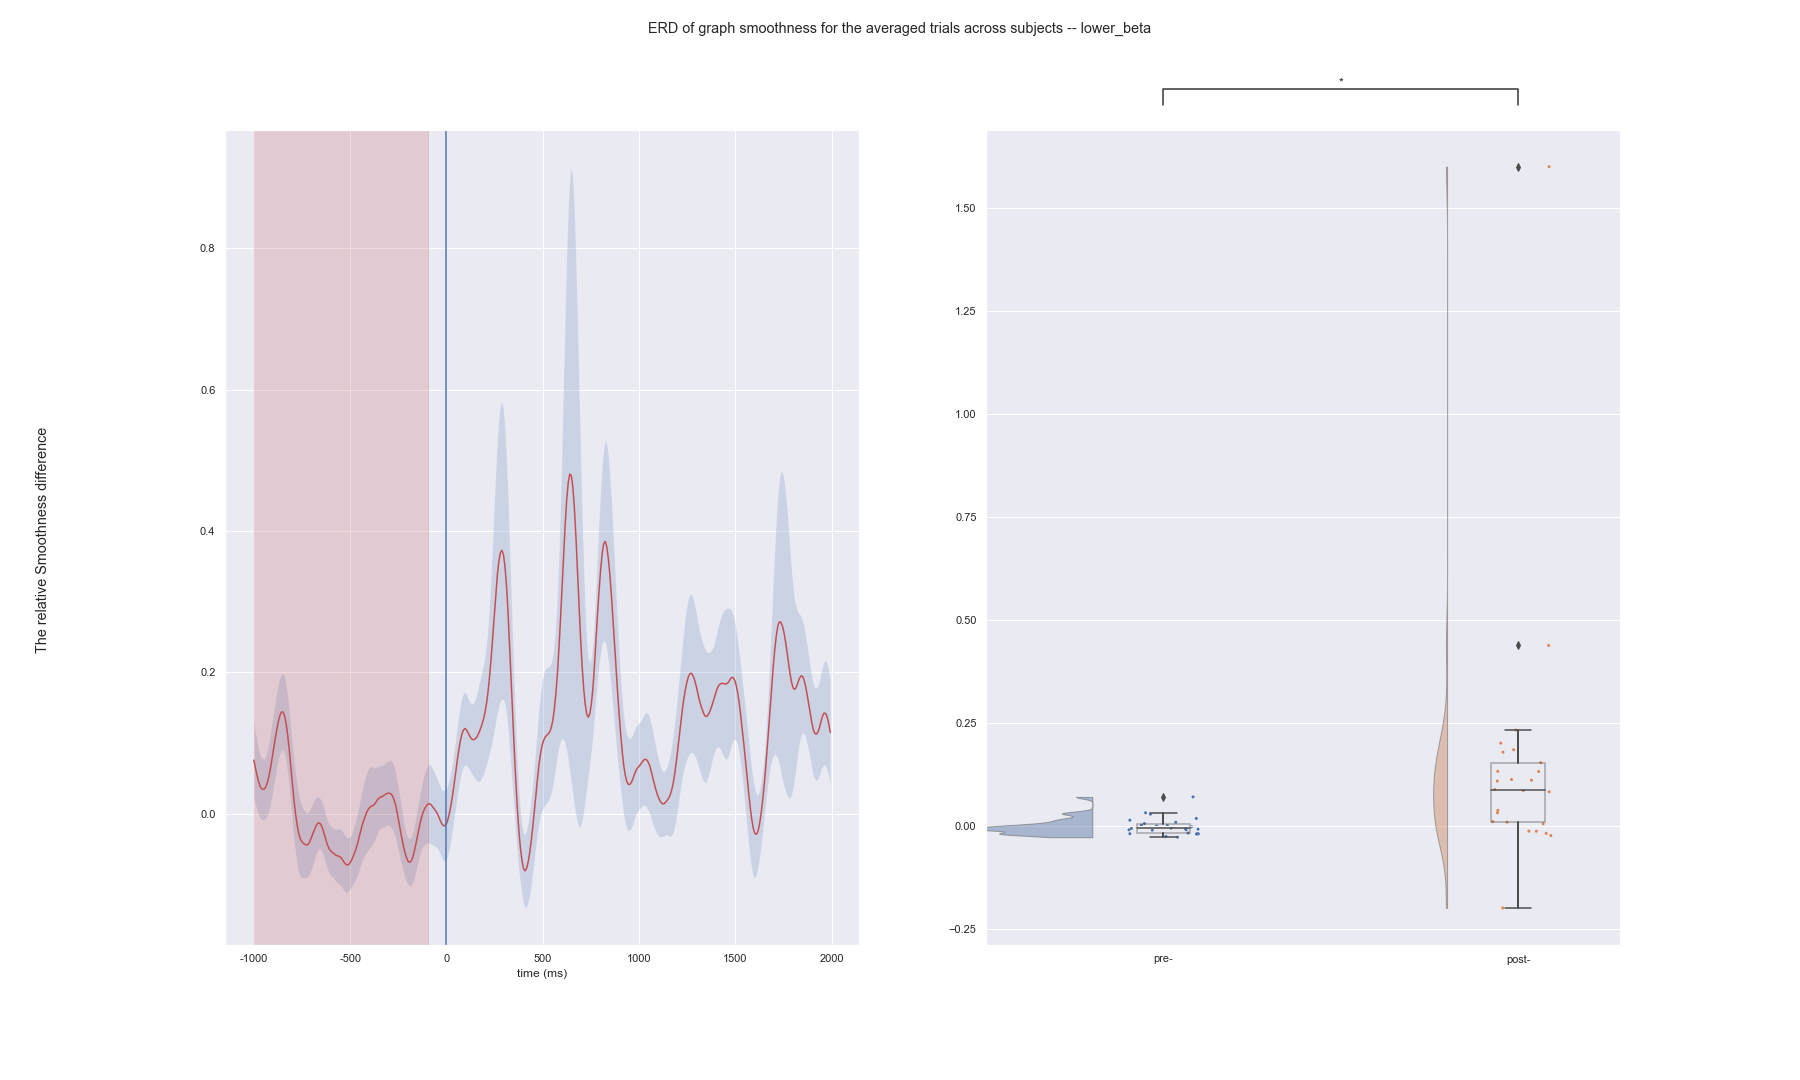 ERD of graph smoothness for the averaged trials across subjects -- lower_beta
The relative Smoothness difference
0.8
0.6
0.4
0.2
0.0
-1000 -500 0 500 1000 1500 2000
time (ms)
*
1.50
1.25
1.00
0.75
0.50
0.25
0.00
−0.25
pre- post-